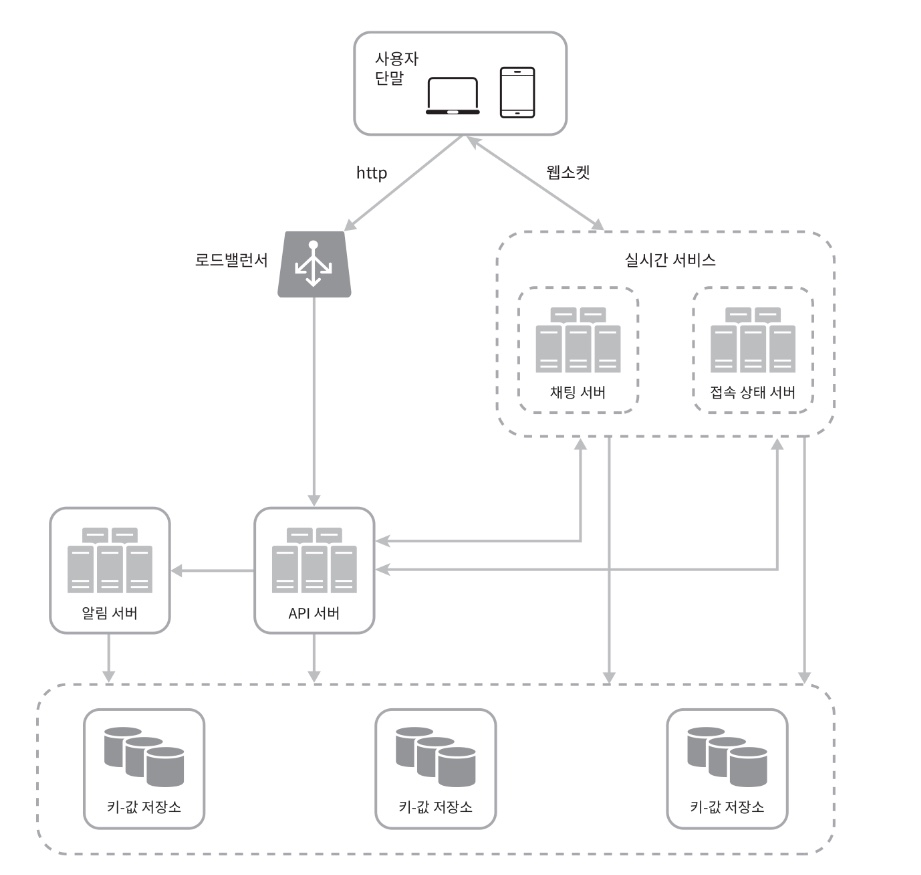 사용자
단말
http
웹소켓
로드밸런서
실시간 서비스
채팅 서버
접속 상태 서버
알림 서버
API 서버
키-값 저장소
키-값 저장소
키-값 저장소